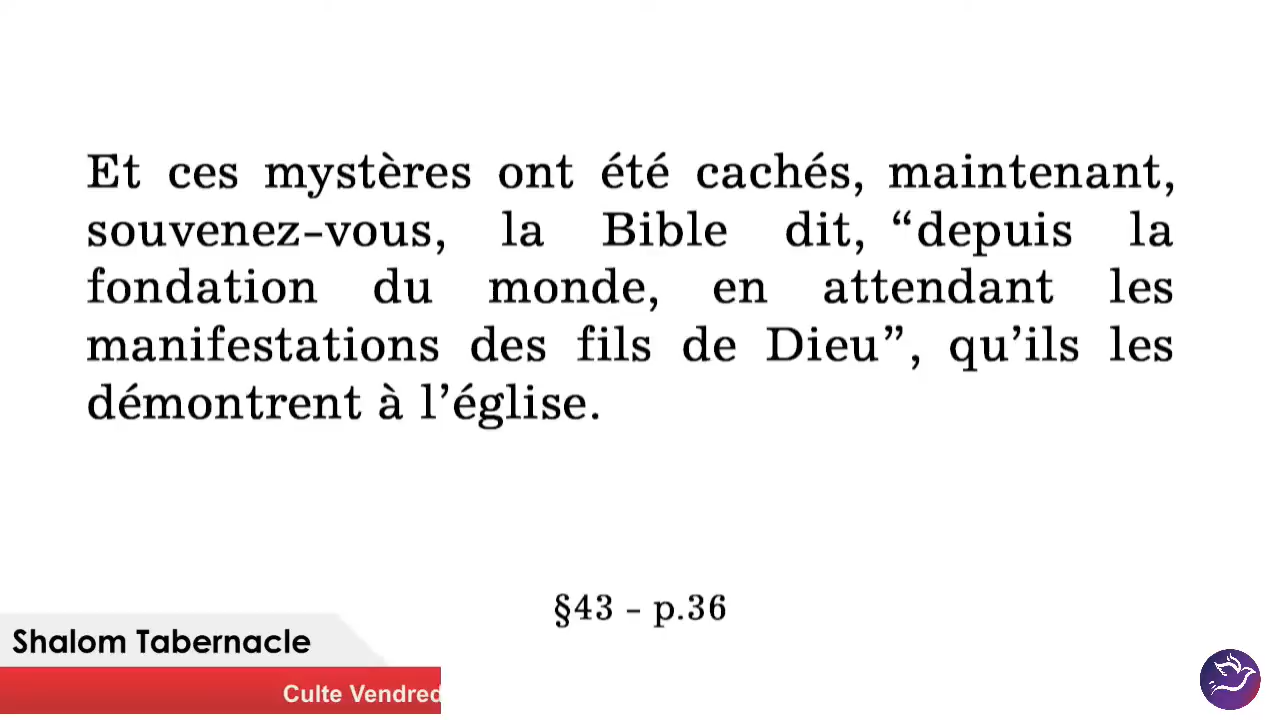 Et ces mystères ont été cachés, maintenant,
souvenez-vous, la Bible dit, “depuis la
fondation du monde, en attendant les
manifestations des fils de Dieu”, qu’ils les
démontrent à l’église.
§43 – p.36
Shalom Tabernacle
Culte Vendred